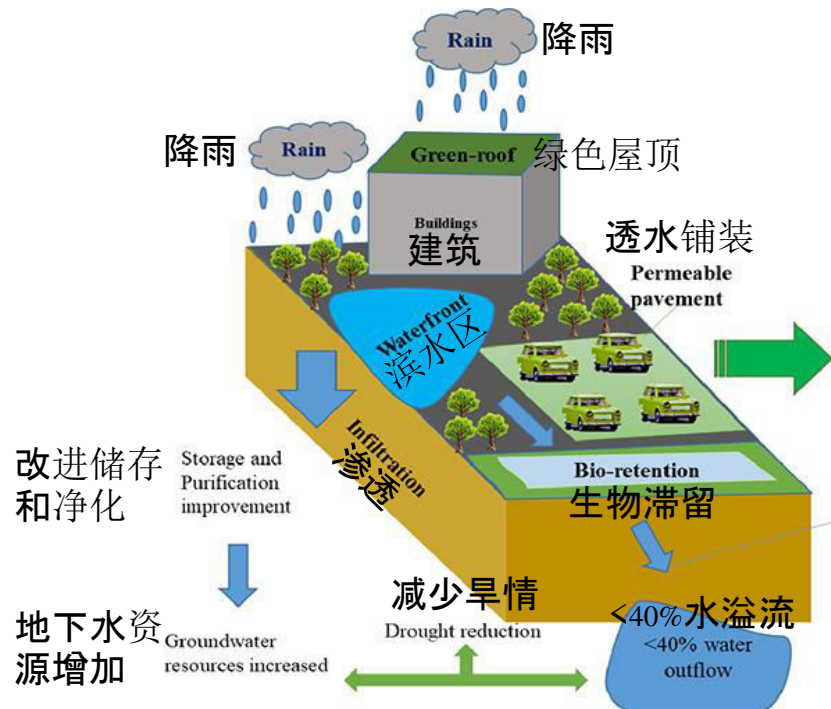 Rain
降雨
降雨
Rain
Green-roof
绿色屋顶
Buildings
建筑
透水铺装
Permeable
pavement
Waterfront
滨水区
Infiltration
渗透
改进储存
和净化
Storage and
Purification
improvement
Bio-retention
生物滞留
减少旱情
Drought reduction
<40%水溢流
<40% water
outflow
地下水资
源增加
Groundwater
resources increased